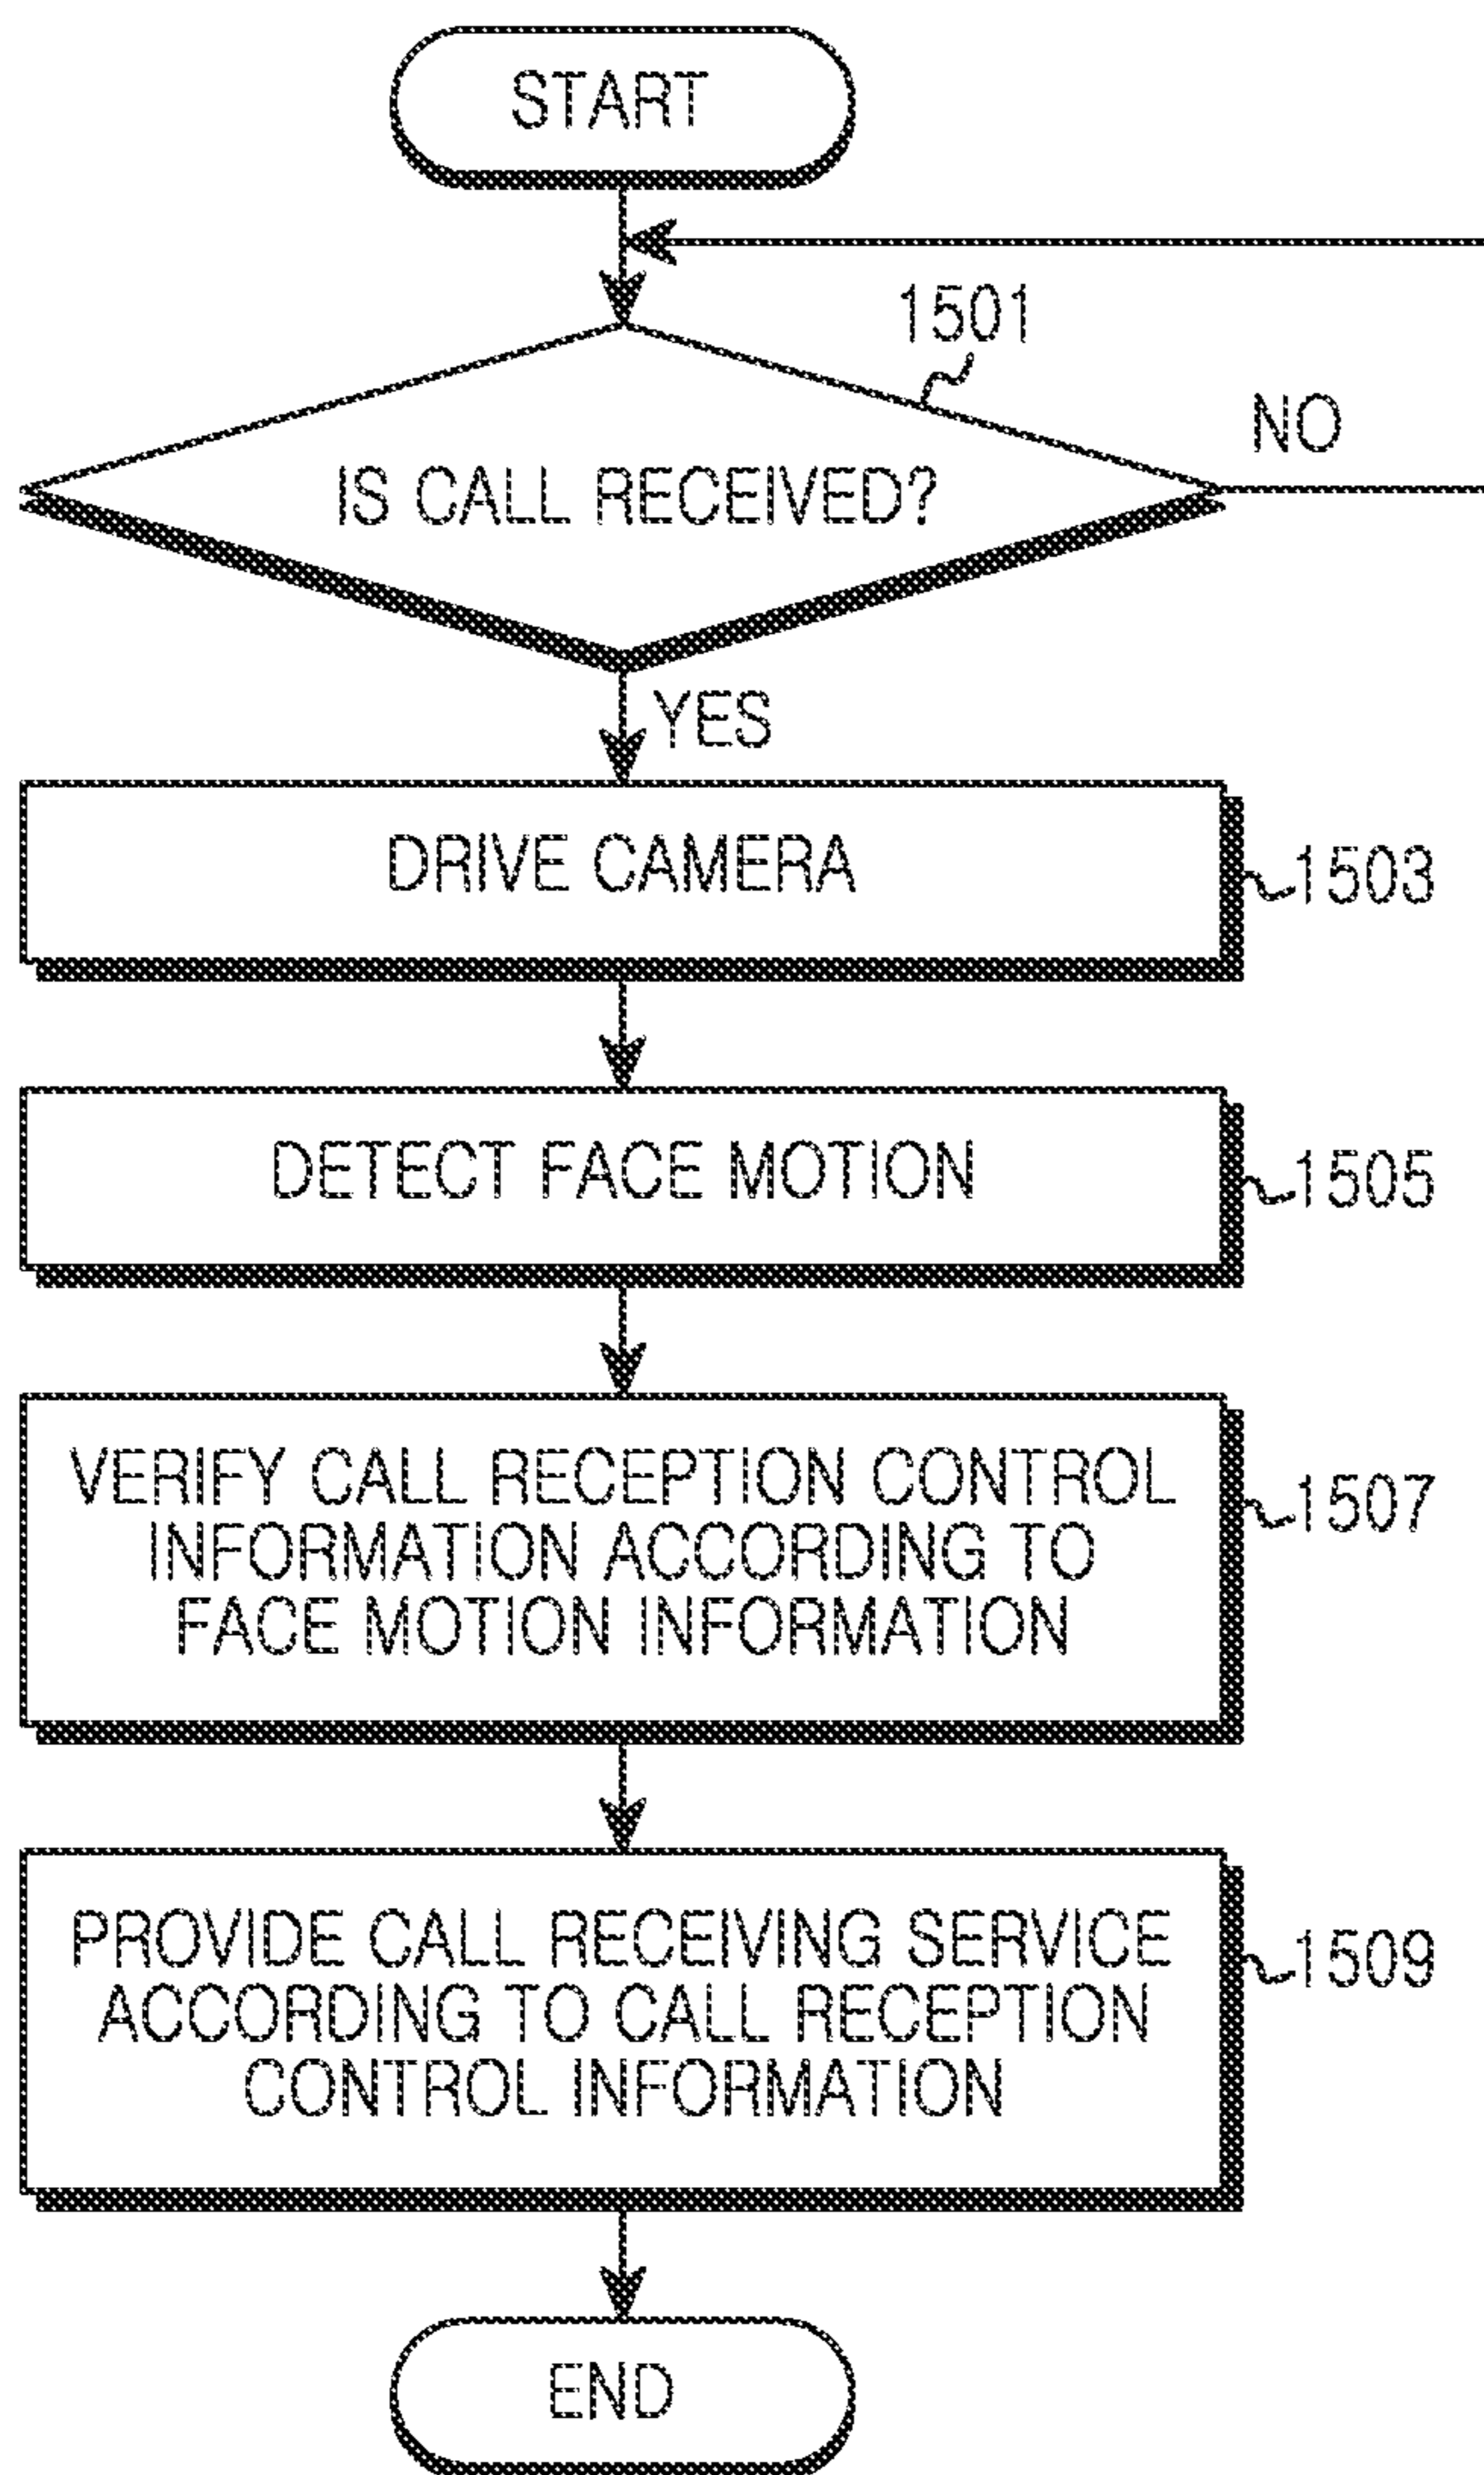 START
1501
NO
IS CALL RECEIVED?
YES
DRIVE CAMERA
1503
DETECT FACE MOTION
1505
VERIFY CALL RECEPTION CONTROL
INFORMATION ACCORDING TO
FACE MOTION INFORMATION
1507
PROVIDE CALL RECEIVING SERVICE
ACCORDING TO CALL RECEPTION
CONTROL INFORMATION
1509
END